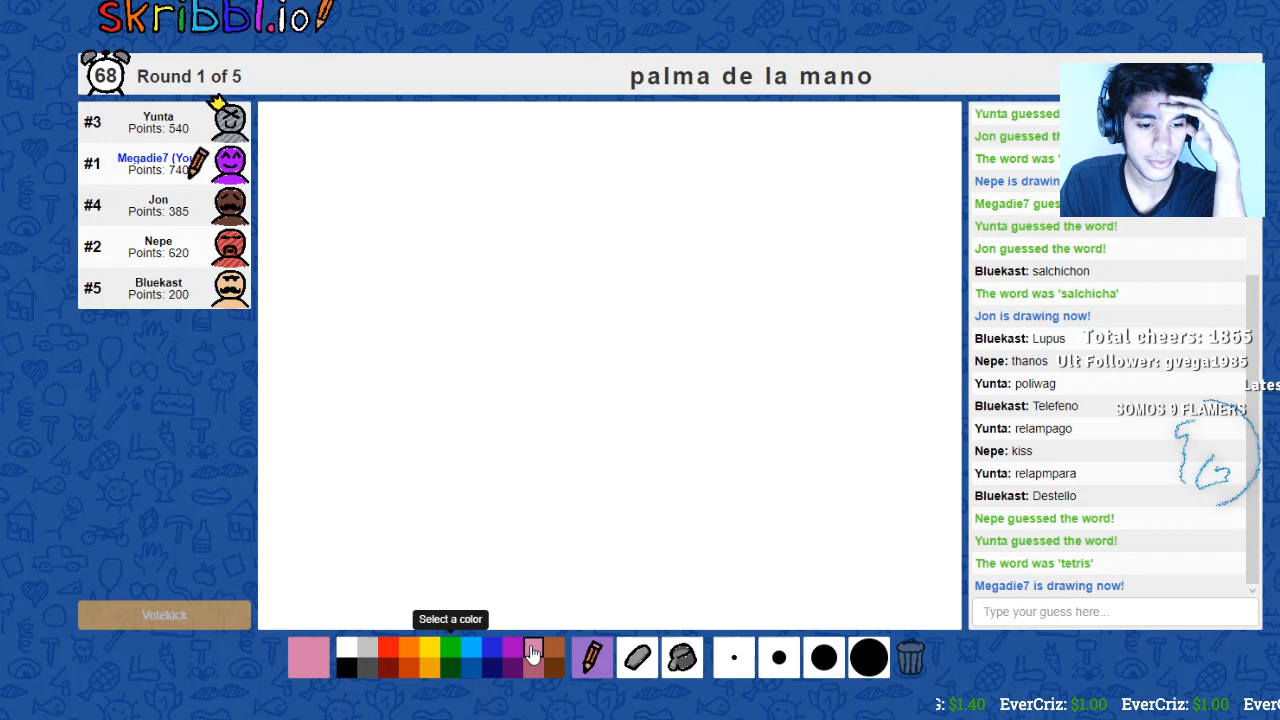 skribbl.io
68 Round 1 of 5
palma de la mano
#3 Yunta
Points: 540
#1 Megadie7 (You
Points: 740
#4 Jon
Points: 385
#2 Nepe
Points: 620
#5 Bluekast
Points: 200
Votekick
Yunta guessed
Jon guessed th
The word was '
Nepe is drawin
Megadie7 gues
Yunta guessed the word!
Jon guessed the word!
Bluekast: salchichon
The word was 'salchicha'
Jon is drawing now!
Bluekast: Lupus
Total cheers: 1865
Nepe: thanos
Ult Follower: gvega1985
Yunta: poliwag
Lates
Bluekast: Telefeno
SOMOS 9 FLAMERS
Yunta: relampago
Nepe: kiss
Yunta: relapmpara
Bluekast: Destello
Nepe guessed the word!
Yunta guessed the word!
The word was 'tetris'
Megadie7 is drawing now!
Type your guess here...
Select a color
: $1.40 EverCriz: $1.00 EverCriz: $1.00 Ever